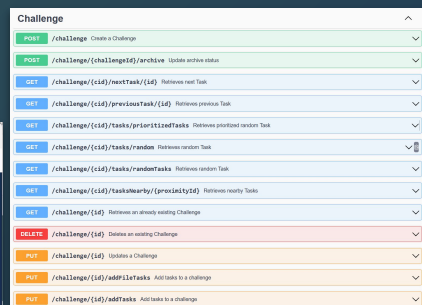 Challenge
POST /challenge Create a Challenge
POST /challenge/{challengeId}/archive Update archive status
GET /challenge/{cid}/nextTask/{id} Retrieves next Task
GET /challenge/{cid}/previousTask/{id} Retrieves previous Task
GET /challenge/{cid}/tasks/prioritizedTasks Retrieves prioritized random Task
GET /challenge/{cid}/tasks/random Retrieves random Task
GET /challenge/{cid}/tasks/randomTasks Retrieves random Task
GET /challenge/{cid}/tasksNearby/{proximityId} Retrieves nearby Tasks
GET /challenge/{id} Retrieves an already existing Challenge
DELETE /challenge/{id} Deletes an existing Challenge
PUT /challenge/{id} Updates a Challenge
PUT /challenge/{id}/addFileTasks Add tasks to a challenge
PUT /challenge/{id}/addTasks Add tasks to a challenge